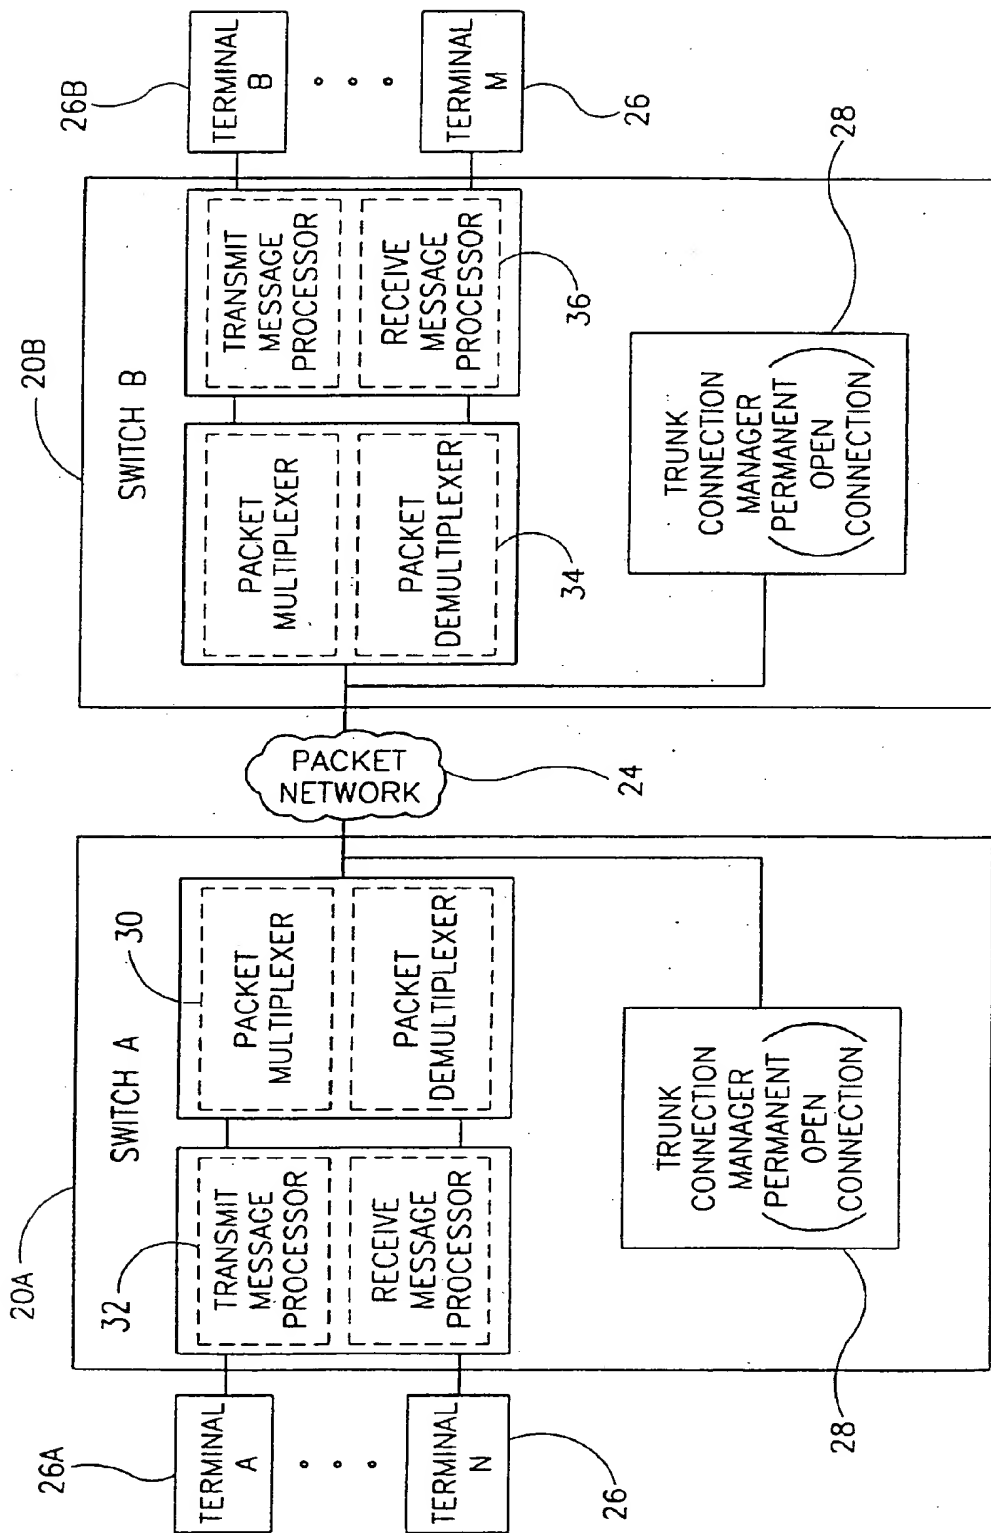 26A
TERMINAL
A
TERMINAL
N
26
20A
SWITCH A
32
TRANSMIT
MESSAGE
PROCESSOR
RECEIVE
MESSAGE
PROCESSOR
30
PACKET
MULTIPLEXER
PACKET
DEMULTIPLEXER
TRUNK
CONNECTION
MANAGER
(PERMANENT
OPEN
CONNECTION)
28
PACKET
NETWORK
24
20B
SWITCH B
PACKET
MULTIPLEXER
PACKET
DEMULTIPLEXER
34
TRANSMIT
MESSAGE
PROCESSOR
RECEIVE
MESSAGE
PROCESSOR
36
TRUNK
CONNECTION
MANAGER
(PERMANENT
OPEN
CONNECTION)
28
26B
TERMINAL
B
TERMINAL
M
26